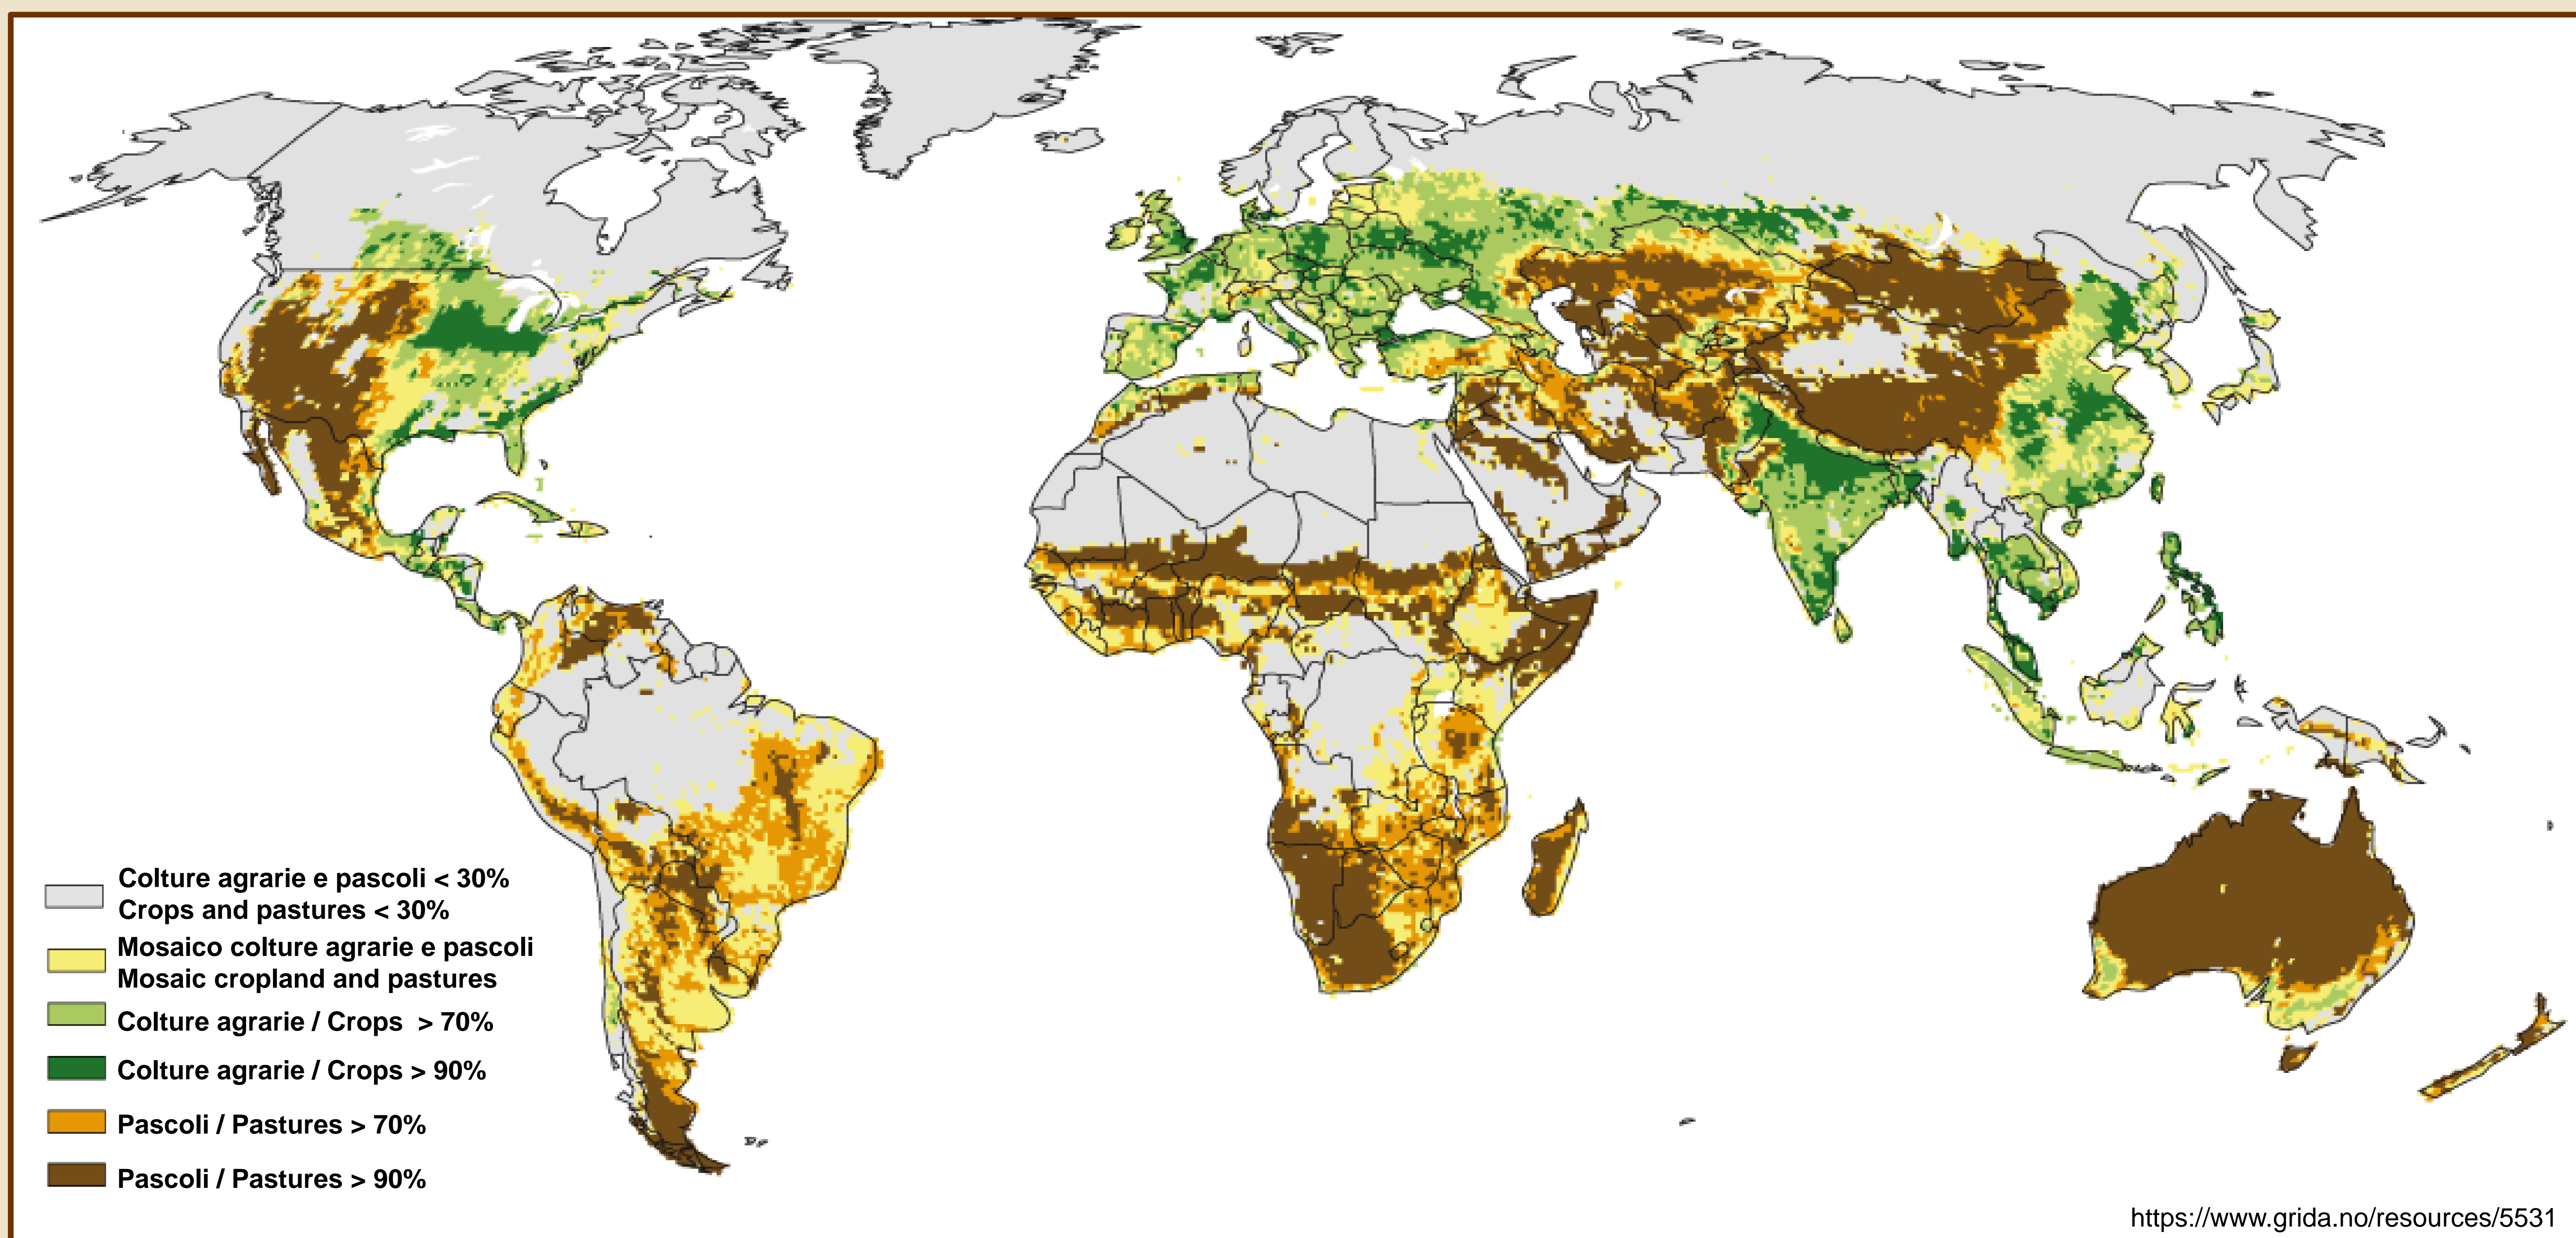 Colture agrarie e pascoli < 30%
Crops and pastures < 30%
Mosaico colture agrarie e pascoli
Mosaic cropland and pastures
Colture agrarie / Crops > 70%
Colture agrarie / Crops > 90%
Pascoli / Pastures > 70%
Pascoli / Pastures > 90%
https://www.grida.no/resources/5531